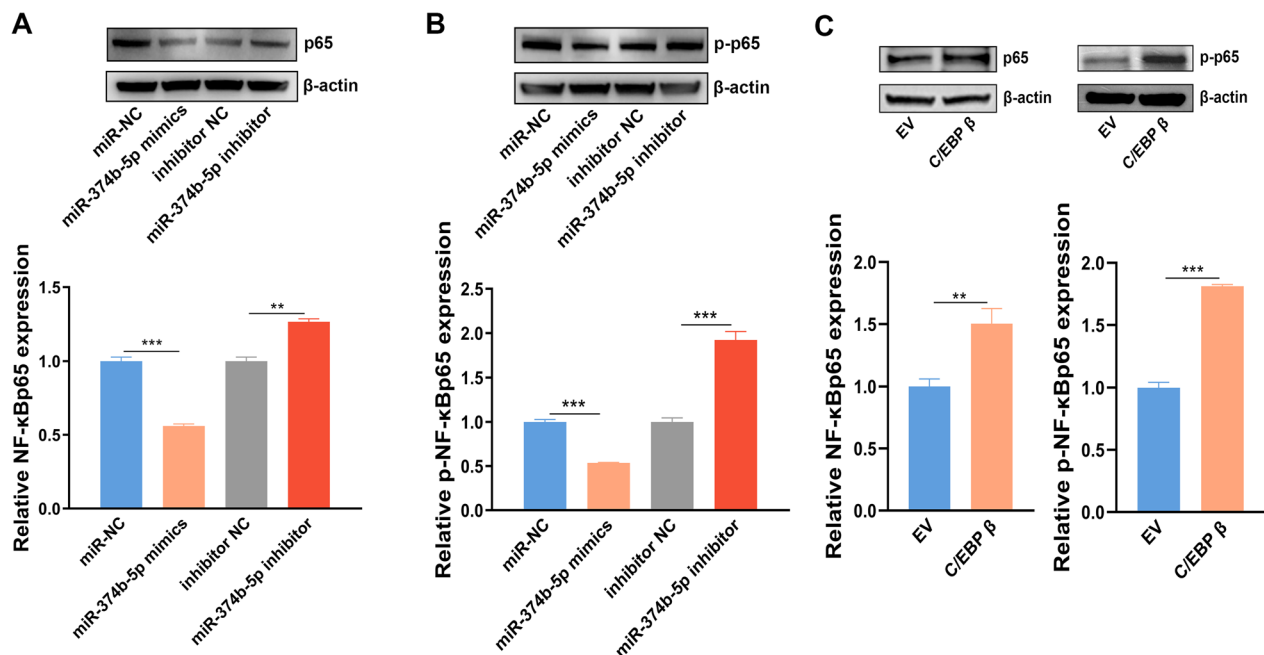 A
p65
β-actin
miR-NC
miR-374b-5p mimics
inhibitor NC
miR-374b-5p inhibitor
Relative NF-κBp65 expression
1.5
1.0
0.5
0.0
***
**
miR-NC
miR-374b-5p mimics
inhibitor NC
miR-374b-5p inhibitor
B
p-p65
β-actin
miR-NC
miR-374b-5p mimics
inhibitor NC
miR-374b-5p inhibitor
Relative p-NF-κBp65 expression
2.5
2.0
1.5
1.0
0.5
0.0
***
***
miR-NC
miR-374b-5p mimics
inhibitor NC
miR-374b-5p inhibitor
C
p65
β-actin
EV
C/EBP β
p-p65
β-actin
EV
C/EBP β
Relative NF-κBp65 expression
2.0
1.5
1.0
0.5
0.0
**
EV
C/EBP β
Relative p-NF-κBp65 expression
2.0
1.5
1.0
0.5
0.0
***
EV
C/EBP β